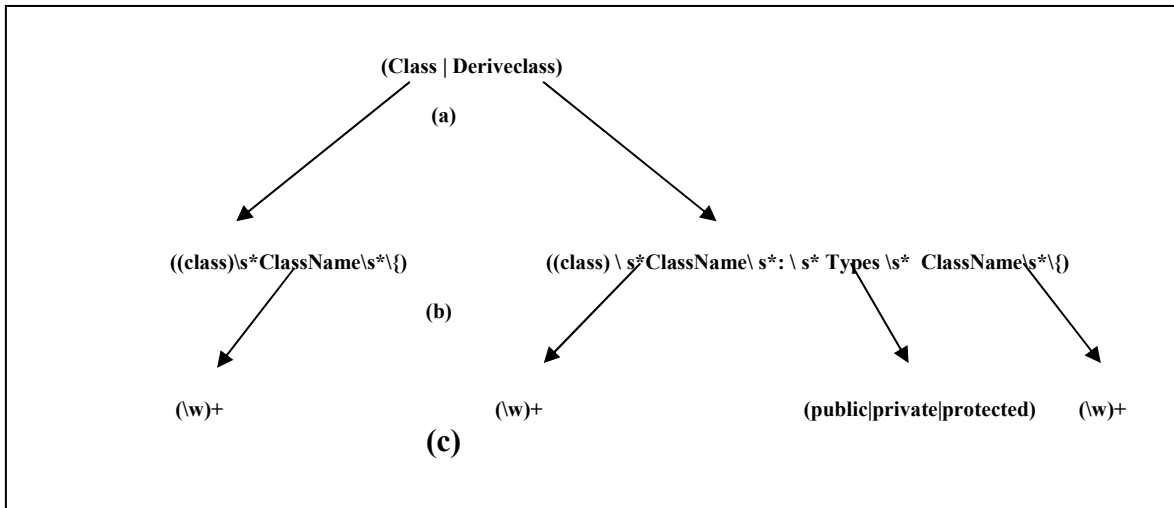 (Class | Deriveclass)
(a)
((class)\s*ClassName\s*\{)
((class) \ s*ClassName\ s*: \ s* Types \s* ClassName\s*\{)
(b)
(\w)+
(\w)+
(public|private|protected)
(\w)+
(c)